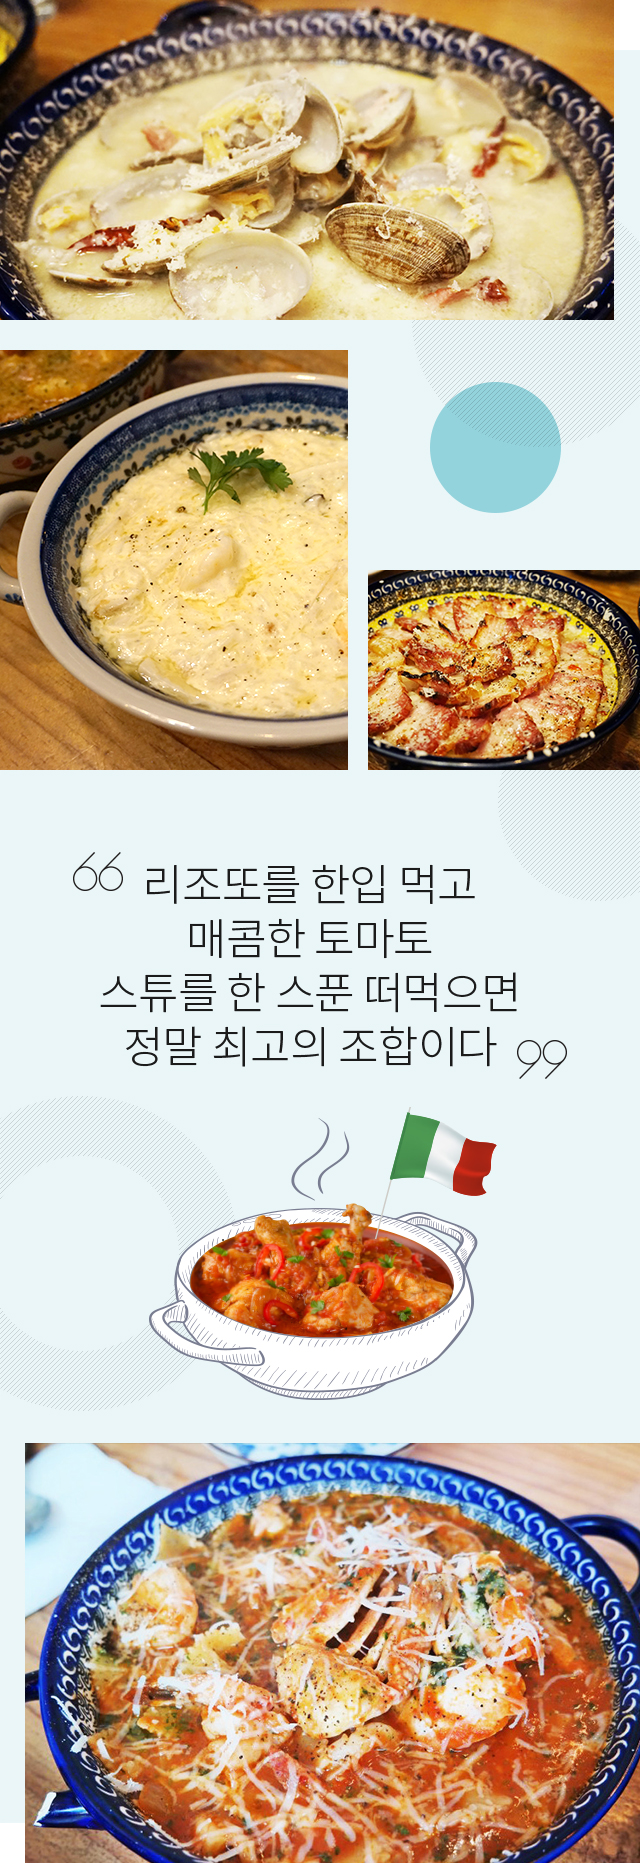 리조또를 한입 먹고
매콤한 토마토
스튜를 한 스푼 떠먹으면
정말 최고의 조합이다